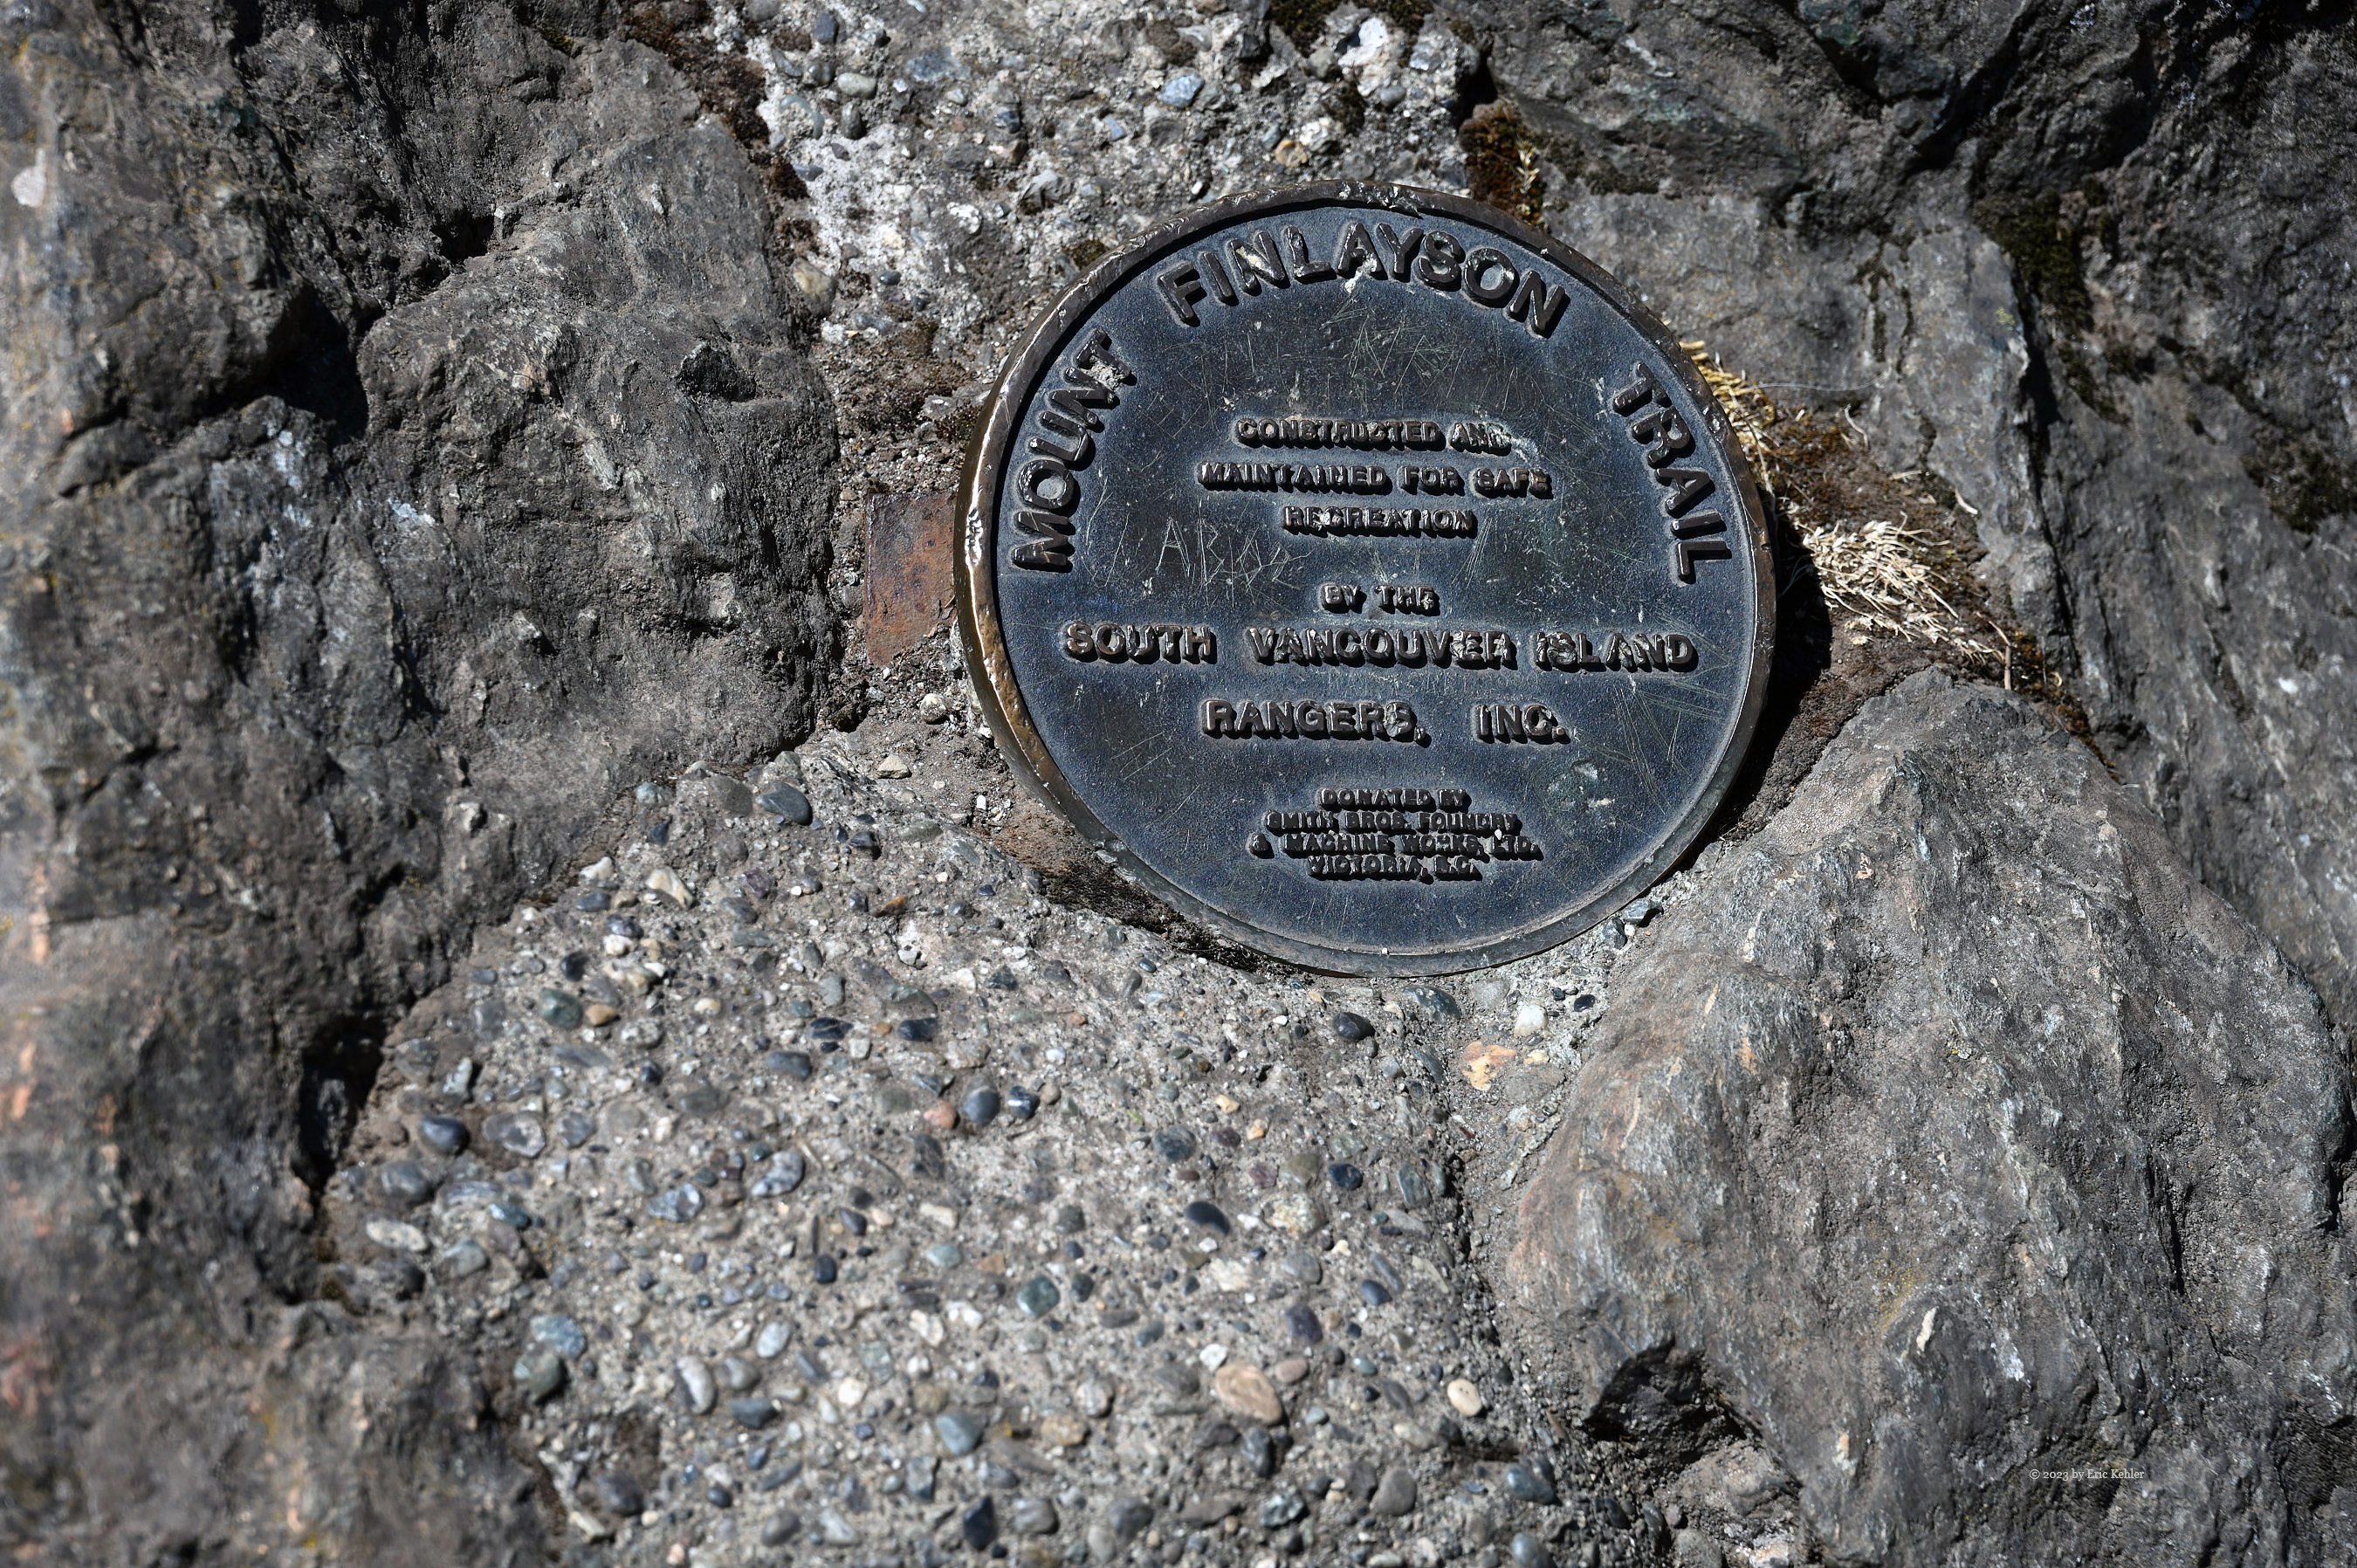 MOUNT FINLAYSON TRAIL
CONSTRUCTED AND
MAINTAINED FOR SAFE
RECREATION
BY THE
SOUTH VANCOUVER ISLAND
RANGERS, INC.
DONATED BY
SMITH BROS. FOUNDRY
& MACHINE WORKS, LTD.
VICTORIA, B.C.
© 2023 by Eric Kehler